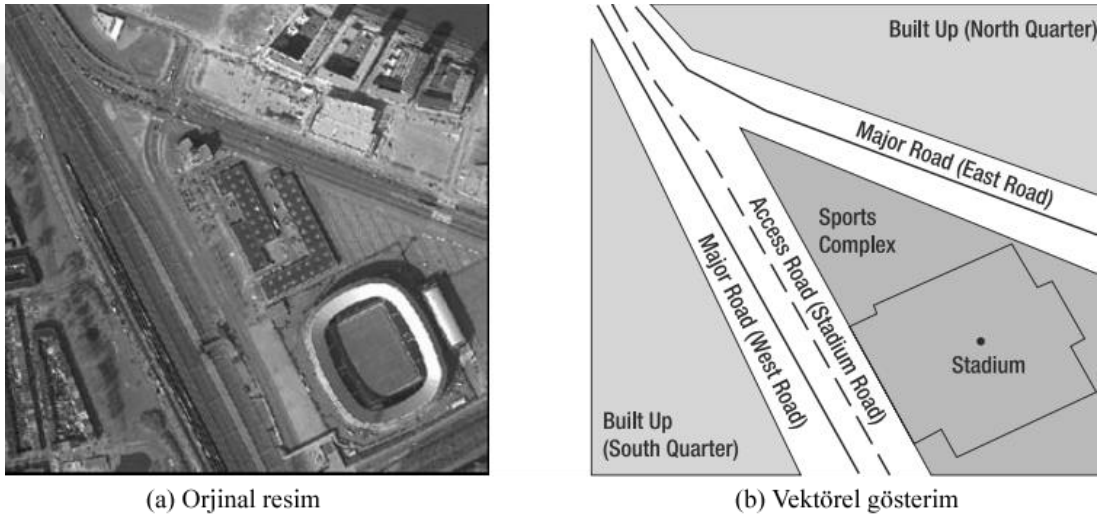 Built Up (North Quarter)
Major Road (East Road)
Sports
Complex
Access Road (Stadium Road)
Major Road (West Road)
Stadium
Built Up
(South Quarter)
(a) Orjinal resim
(b) Vektörel gösterim